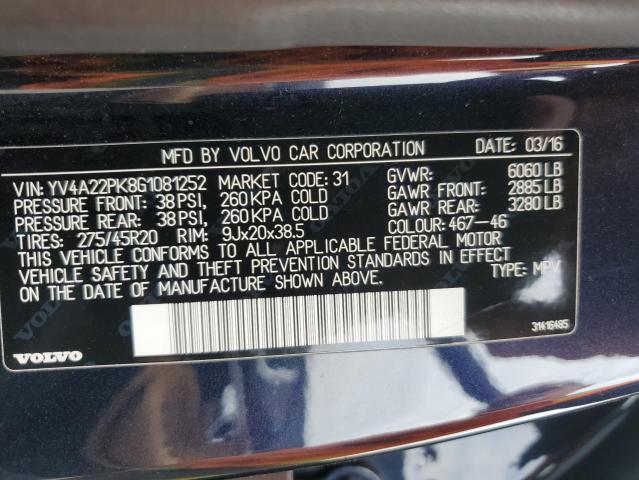 MFD BY VOLVO CAR CORPORATION DATE: 03/16
VIN: YV4A22PK8G1081252 MARKET CODE: 31 GVWR: 6060 LB
PRESSURE FRONT: 38 PSI, 260 KPA COLD GAWR FRONT: 2885 LB
PRESSURE REAR: 38 PSI, 260 KPA COLD GAWR REAR: 3280 LB
TIRES: 275/45R20 RIM: 9Jx20x38.5 COLOUR: 467-46
THIS VEHICLE CONFORMS TO ALL APPLICABLE FEDERAL MOTOR
VEHICLE SAFETY AND THEFT PREVENTION STANDARDS IN EFFECT
ON THE DATE OF MANUFACTURE SHOWN ABOVE. TYPE: MPV
31416485
VOLVO